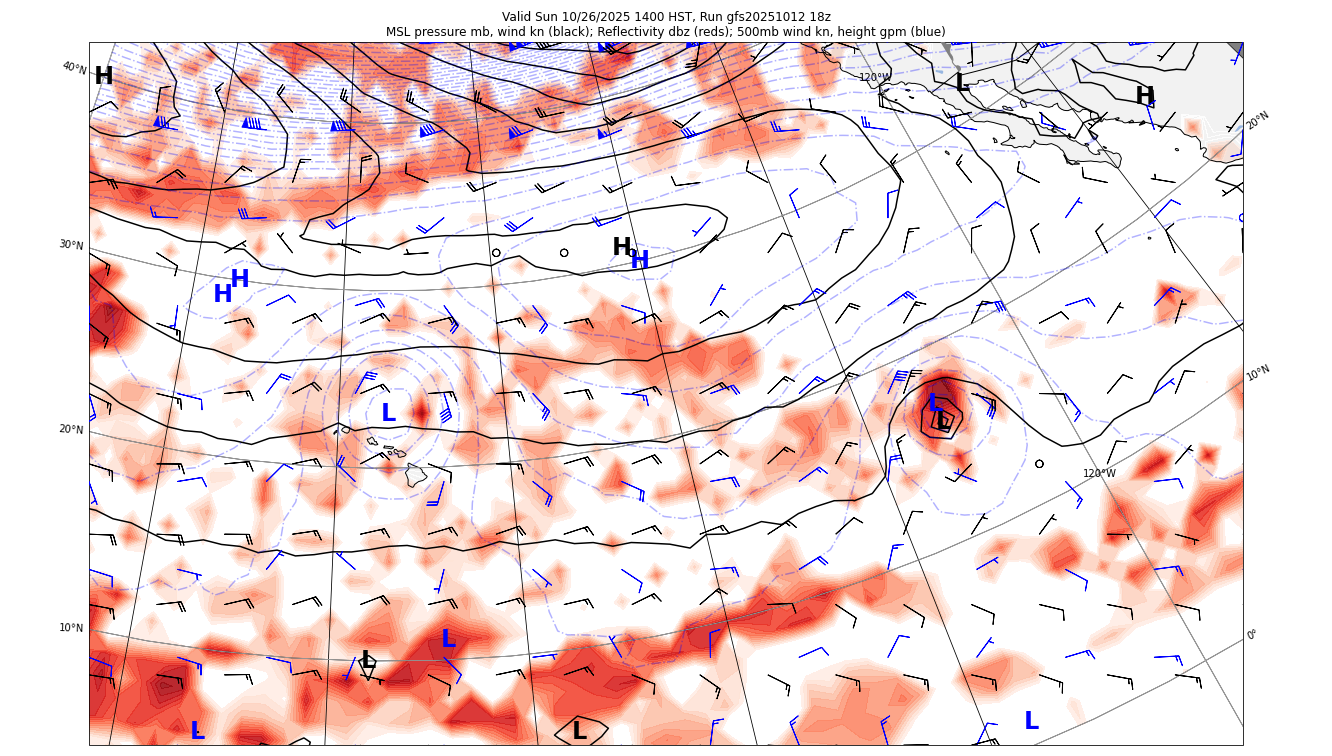 Valid Sun 10/26/2025 1400 HST, Run gfs20251012 18z
MSL pressure mb, wind kn (black); Reflectivity dbz (reds); 500mb wind kn, height gpm (blue)
40°N
H
120°W
L
H
20°N
30°N
H
H
H
H
10°N
20°N
L
L
L
120°W
10°N
L
L
0°
L
L
L